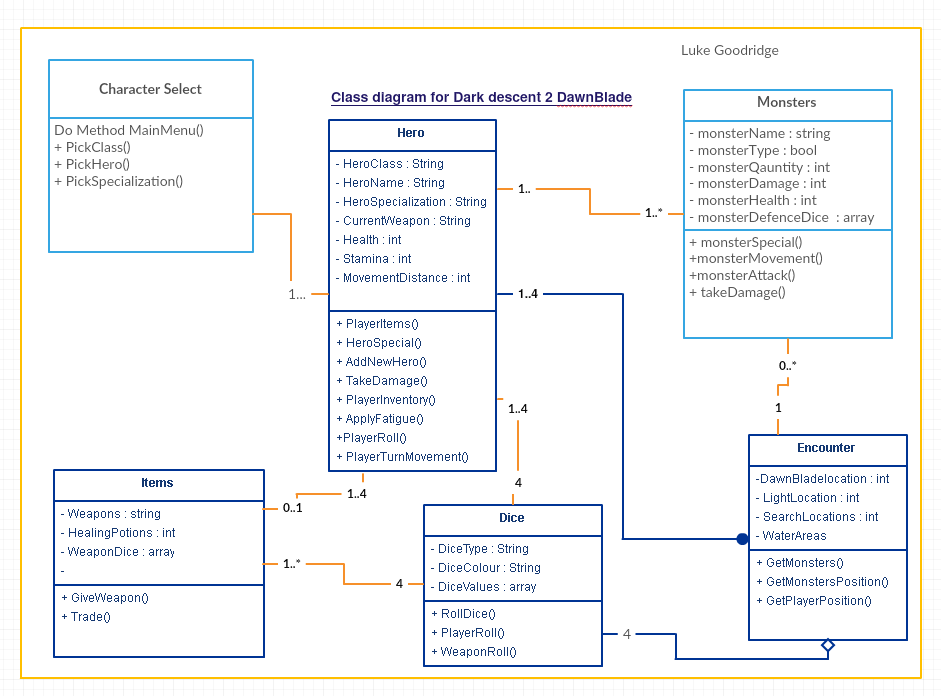 Luke Goodridge
Class diagram for Dark descent 2 DawnBlade
Character Select
Do Method MainMenu()
+ PickClass()
+ PickHero()
+ PickSpecialization()
1...
Hero
- HeroClass : String
- HeroName : String
- HeroSpecialization : String
- CurrentWeapon : String
- Health : int
- Stamina : int
- MovementDistance : int
+ PlayerItems()
+ HeroSpecial()
+ AddNewHero()
+ TakeDamage()
+ PlayerInventory()
+ ApplyFatigue()
+PlayerRoll()
+ PlayerTurnMovement()
1..
1..*
1..4
Monsters
- monsterName : string
- monsterType : bool
- monsterQauntity : int
- monsterDamage : int
- monsterHealth : int
- monsterDefenceDice : array
+ monsterSpecial()
+monsterMovement()
+monsterAttack()
+ takeDamage()
0..*
1
1..4
4
1..4
0..1
Encounter
-DawnBladelocation : int
- LightLocation : int
- SearchLocations : int
- WaterAreas
+ GetMonsters()
+ GetMonstersPosition()
+ GetPlayerPosition()
Items
- Weapons : string
- HealingPotions : int
- WeaponDice : array
-
+ GiveWeapon()
+ Trade()
1..*
4
Dice
- DiceType : String
- DiceColour : String
- DiceValues : array
+ RollDice()
+ PlayerRoll()
+ WeaponRoll()
4